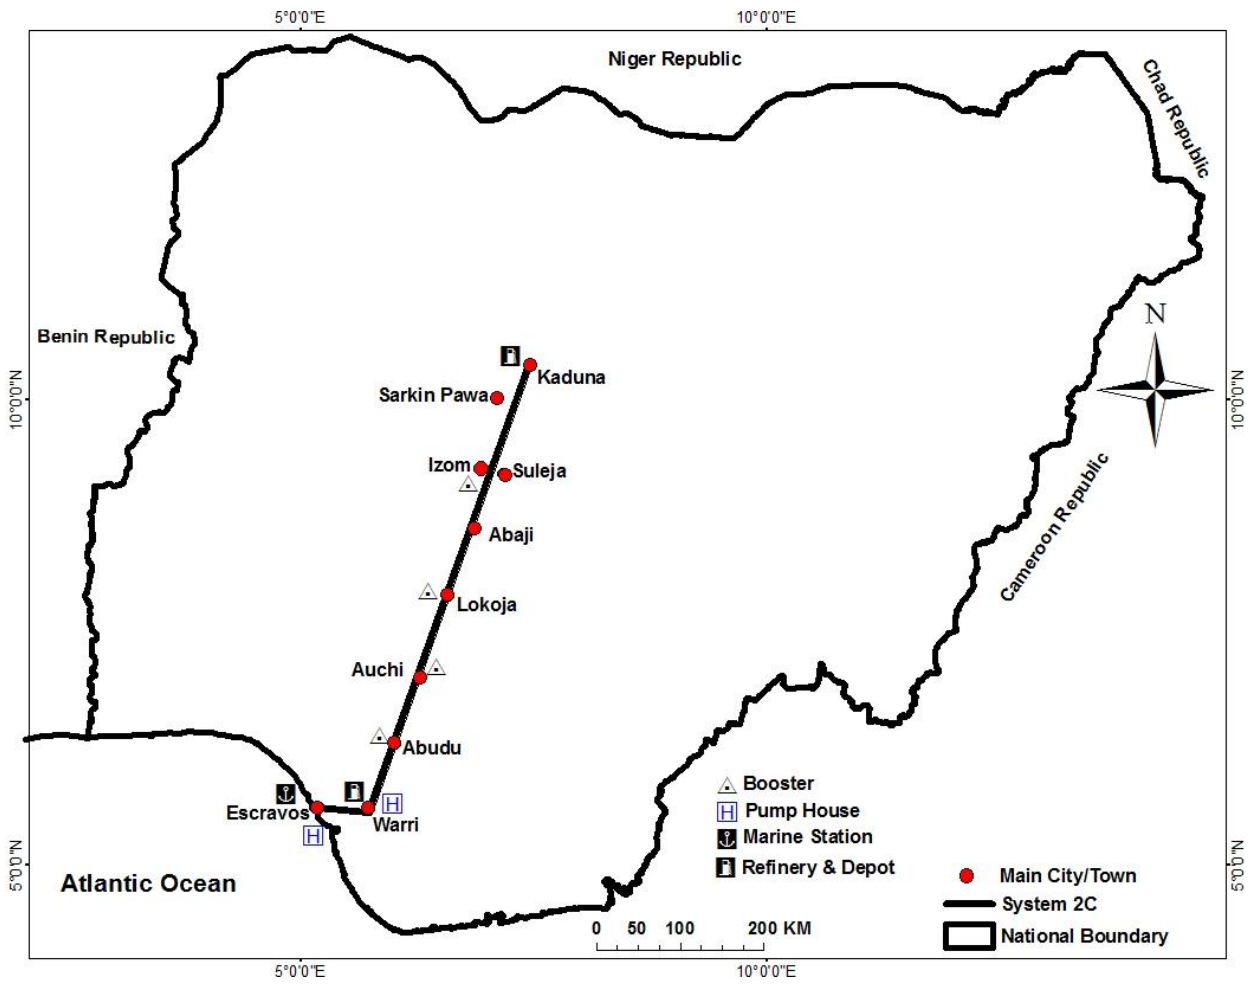 5°0'0"E
10°0'0"E
Niger Republic
Chad Republic
N
Benin Republic
Kaduna
Sarkin Pawa
10°0'0"N
10°0'0"N
Izom
Suleja
Cameroon Republic
Abaji
Lokoja
Auchi
Abudu
Escravos
Warri
H
H
Booster
H Pump House
Marine Station
Refinery & Depot
5°0'0"N
5°0'0"N
Atlantic Ocean
Main City/Town
System 2C
National Boundary
0 50 100 200 KM
5°0'0"E
10°0'0"E